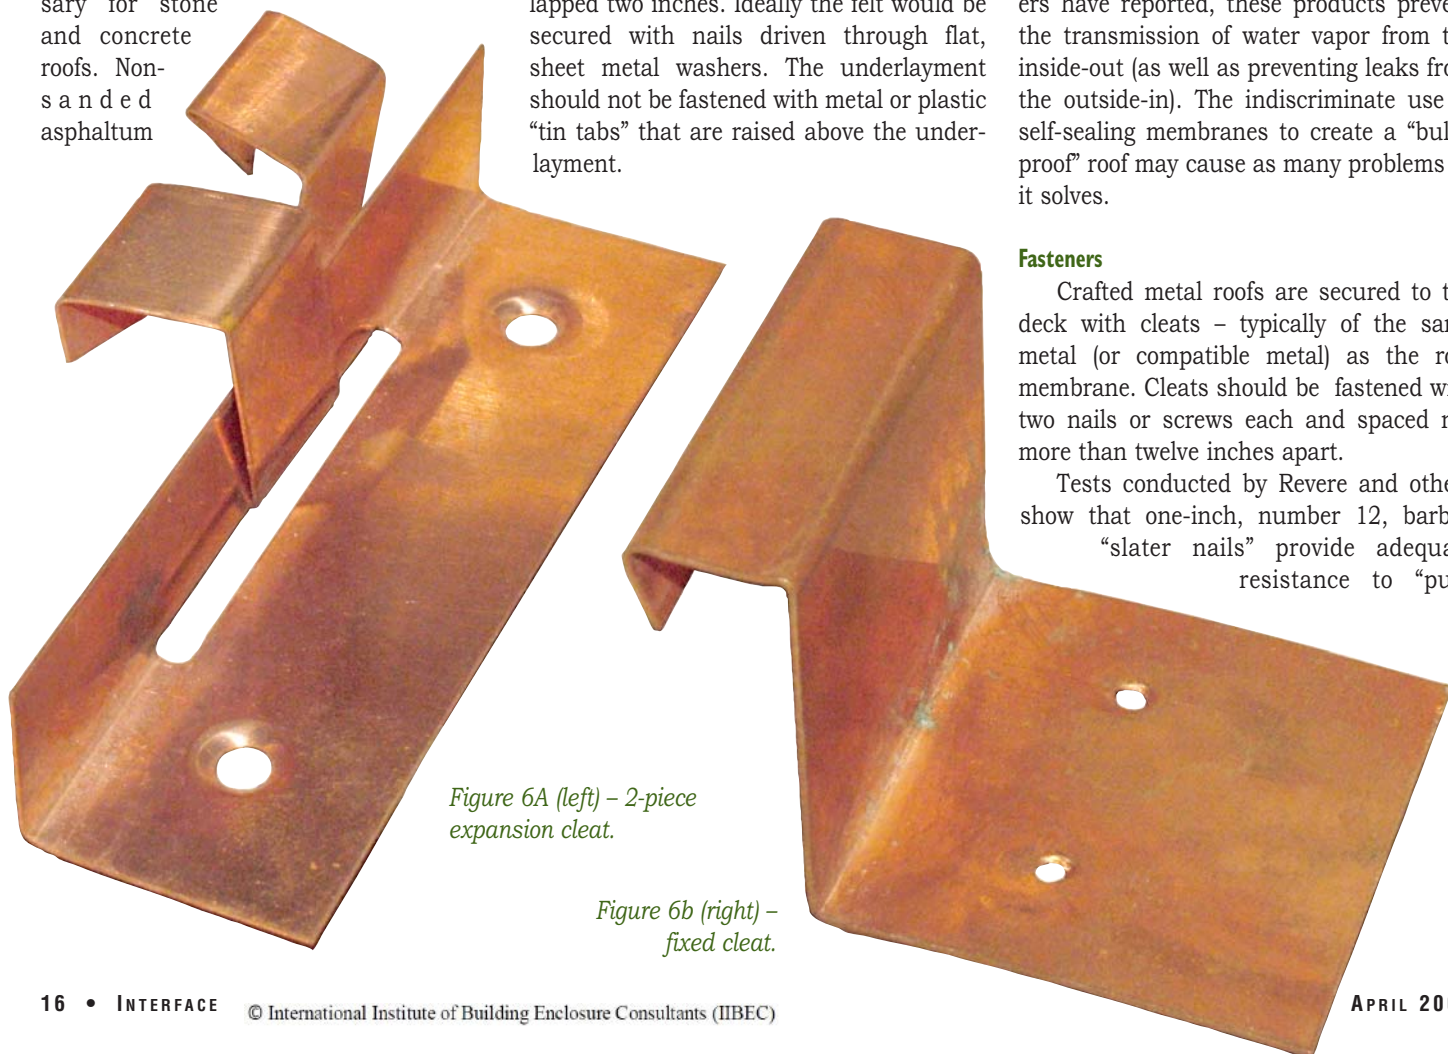 sary for stone
and concrete
roofs. Non-
sanded
asphaltum
lapped two inches. Ideally the felt would be
secured with nails driven through flat,
sheet metal washers. The underlayment
should not be fastened with metal or plastic
“tin tabs” that are raised above the under-
layment.
ers have reported, these products preve
the transmission of water vapor from t
inside-out (as well as preventing leaks fro
the outside-in). The indiscriminate use
self-sealing membranes to create a “bul
proof” roof may cause as many problems
it solves.
Fasteners
Crafted metal roofs are secured to t
deck with cleats – typically of the sar
metal (or compatible metal) as the ro
membrane. Cleats should be fastened wi
two nails or screws each and spaced n
more than twelve inches apart.
Tests conducted by Revere and othe
show that one-inch, number 12, barb
“slater nails” provide adequa
resistance to “pu
Figure 6A (left) – 2-piece
expansion cleat.
Figure 6b (right) –
fixed cleat.
16 • INTERFACE
© International Institute of Building Enclosure Consultants (IIBEC)
APRIL 20